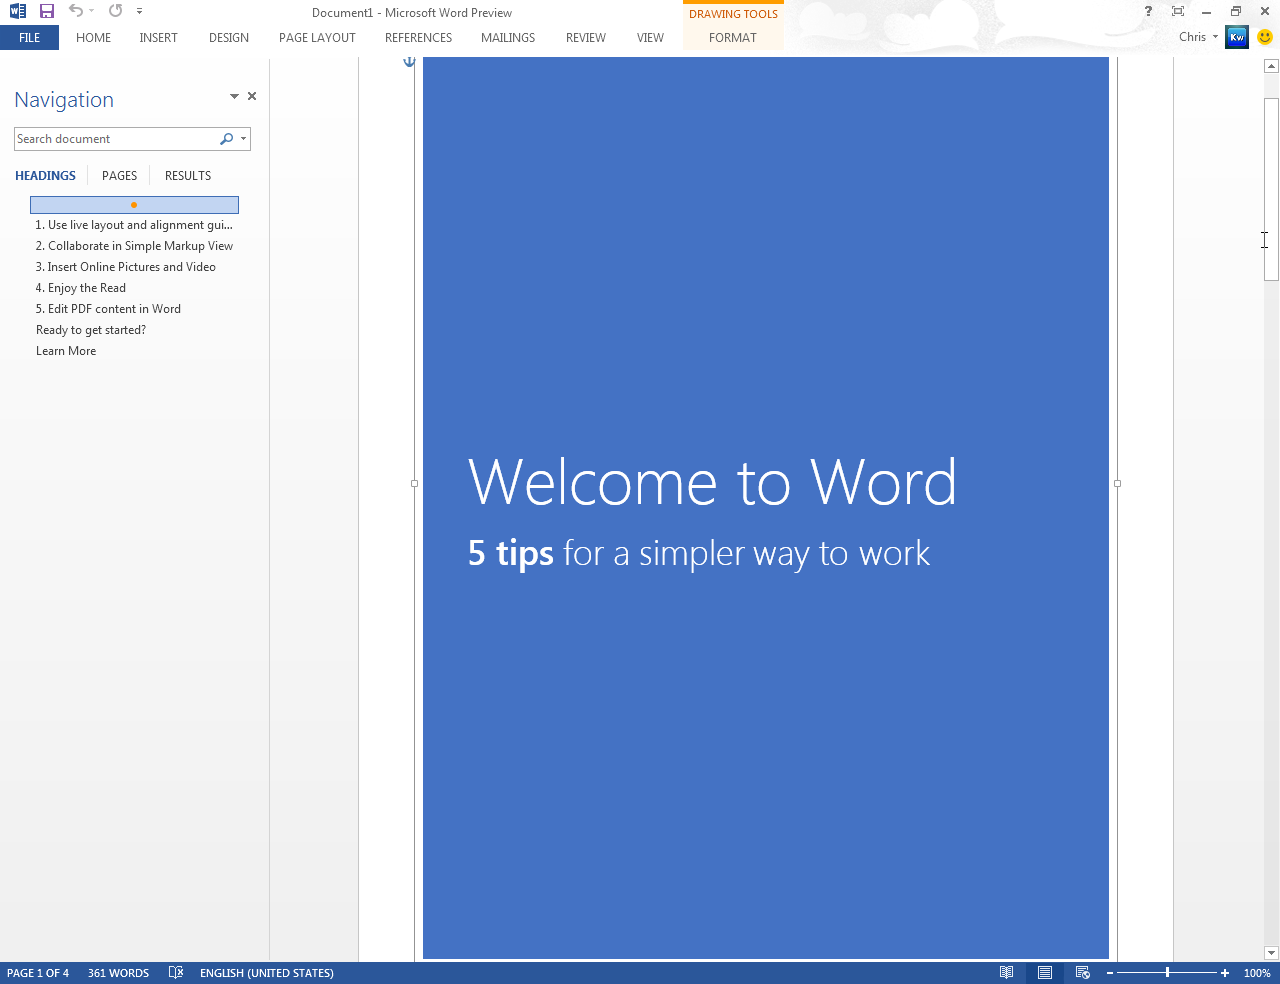 Document1 - Microsoft Word Preview
DRAWING TOOLS
?
FILE HOME INSERT DESIGN PAGE LAYOUT REFERENCES MAILINGS REVIEW VIEW FORMAT
Chris
Kw
Navigation
Search document
HEADINGS PAGES RESULTS
1. Use live layout and alignment gui...
2. Collaborate in Simple Markup View
3. Insert Online Pictures and Video
4. Enjoy the Read
5. Edit PDF content in Word
Ready to get started?
Learn More
Welcome to Word
5 tips for a simpler way to work
PAGE 1 OF 4 361 WORDS ENGLISH (UNITED STATES) 100%